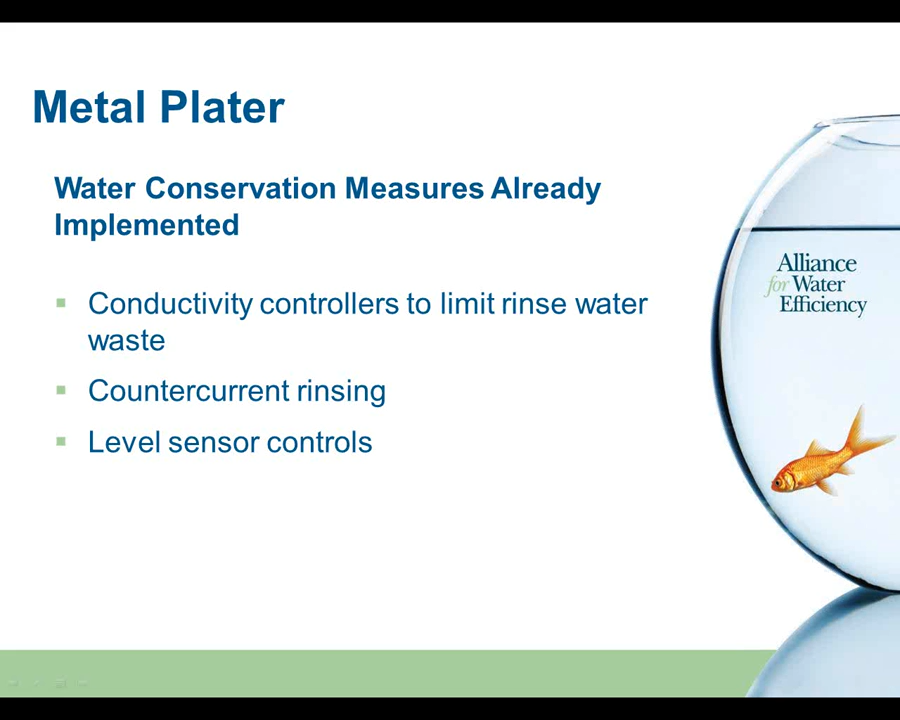 Metal Plater
Water Conservation Measures Already
Implemented
Conductivity controllers to limit rinse water
waste
Countercurrent rinsing
Level sensor controls
Alliance
for Water
Efficiency